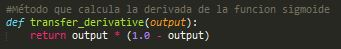 #Método que calcula la derivada de la funcion sigmoide
def transfer_derivative(output):
    return output * (1.0 - output)